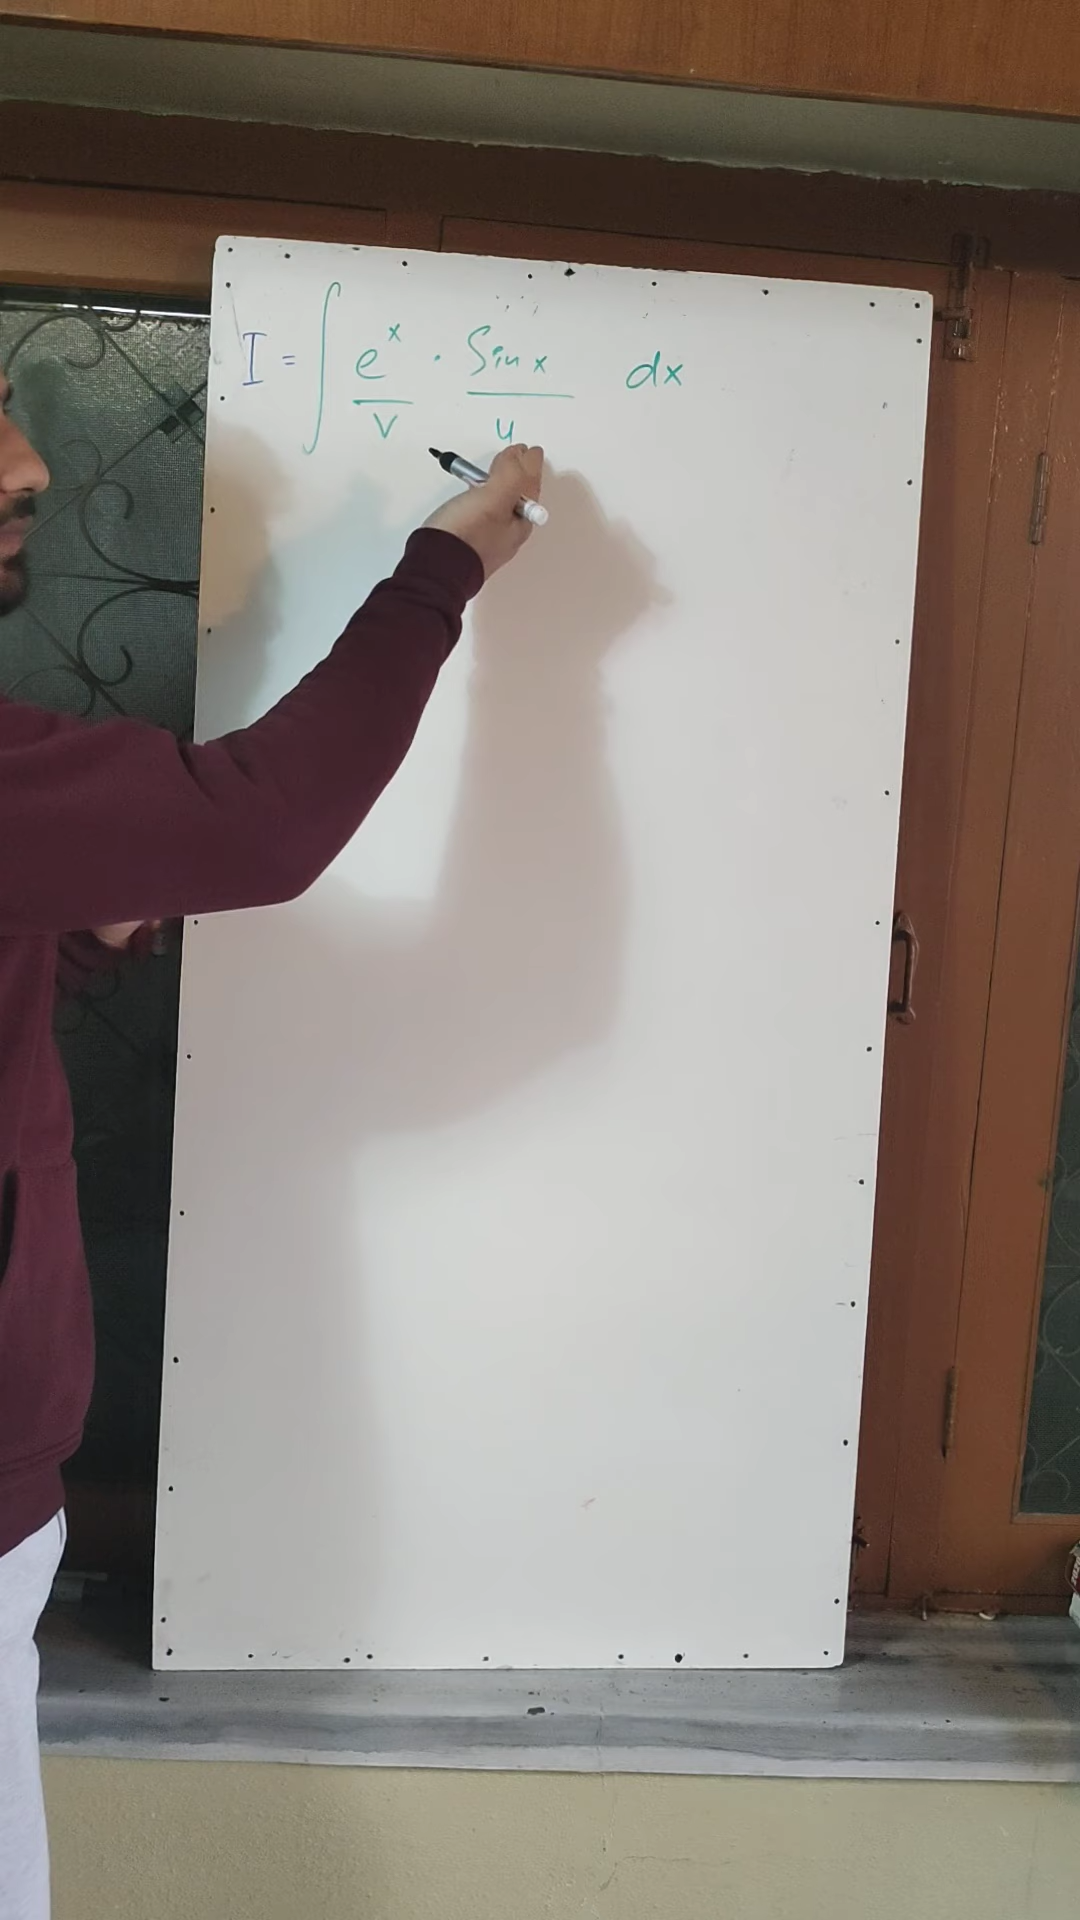 I = ∫ e^x · Sin x dx
v u